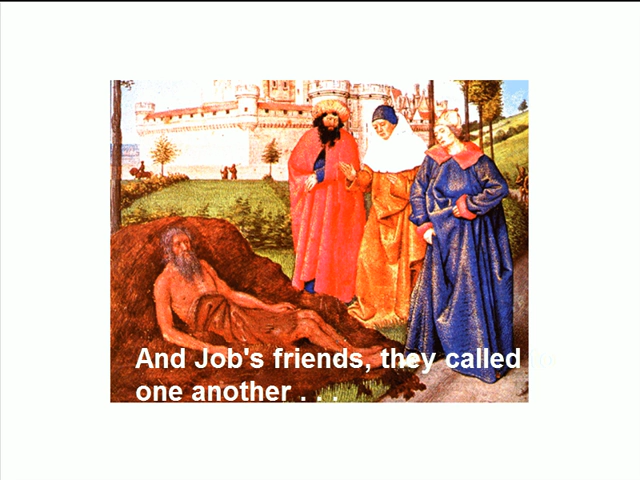 And Job's friends, they called
one another . . .